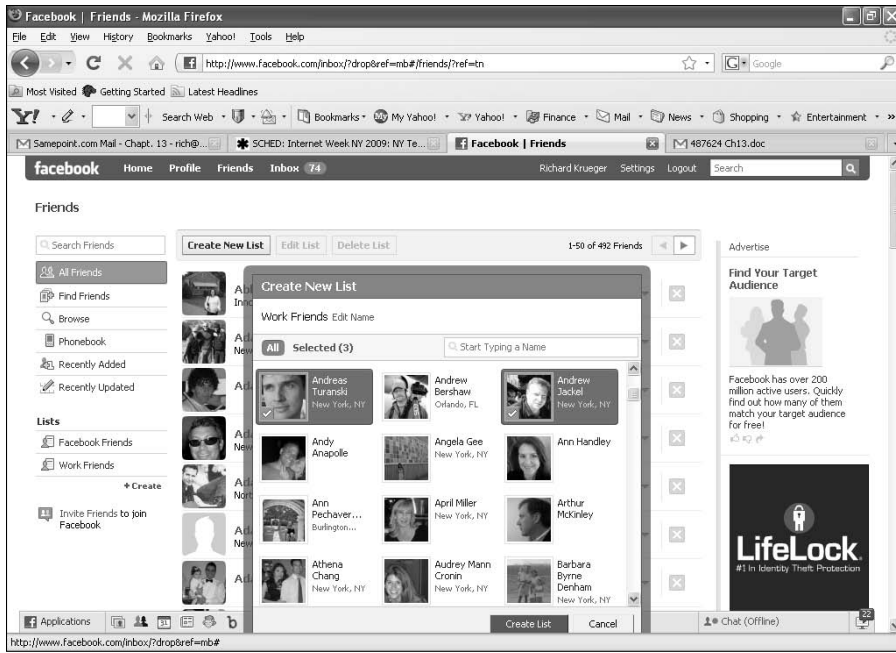 Facebook | Friends - Mozilla Firefox
File Edit View History Bookmarks Yahoo! Tools Help
http://www.facebook.com/inbox/?drop&ref=mb#/friends/?ref=tn
G Google
Most Visited Getting Started Latest Headlines
Y! Search Web Bookmarks My Yahoo! Yahoo! Finance Mail News Shopping Entertainment »
Samepoint.com Mail - Chapt. 13 - rich@... SCHED: Internet Week NY 2009: NY Te... Facebook | Friends 487624 Ch13.doc
facebook Home Profile Friends Inbox 74 Richard Krueger Settings Logout Search
Friends
Search Friends
All Friends
Find Friends
Browse
Phonebook
Recently Added
Recently Updated
Lists
Facebook Friends
Work Friends
+Create
Invite Friends to join
Facebook
Create New List Edit List Delete List 1-50 of 492 Friends
Create New List
Work Friends Edit Name
All Selected (3) Start Typing a Name
Andreas
Turanski
New York, NY
Andrew
Bershaw
Orlando, FL
Andrew
Jackel
New York, NY
Andy
Anapolle
Angela Gee
New York, NY
Ann Handley
Ann
Pechaver...
Burlington...
April Miller
New York, NY
Arthur
McKinley
Athena
Chang
New York, NY
Audrey Mann
Cronin
New York, NY
Barbara
Byrne
Denham
New York, NY
Create List Cancel
Advertise
Find Your Target
Audience
Facebook has over 200
million active users. Quickly
find out how many of them
match your target audience
for free!
LifeLock
#1 In Identity Theft Protection
Applications 31 Chat (Offline) 22
http://www.facebook.com/inbox/?drop&ref=mb#